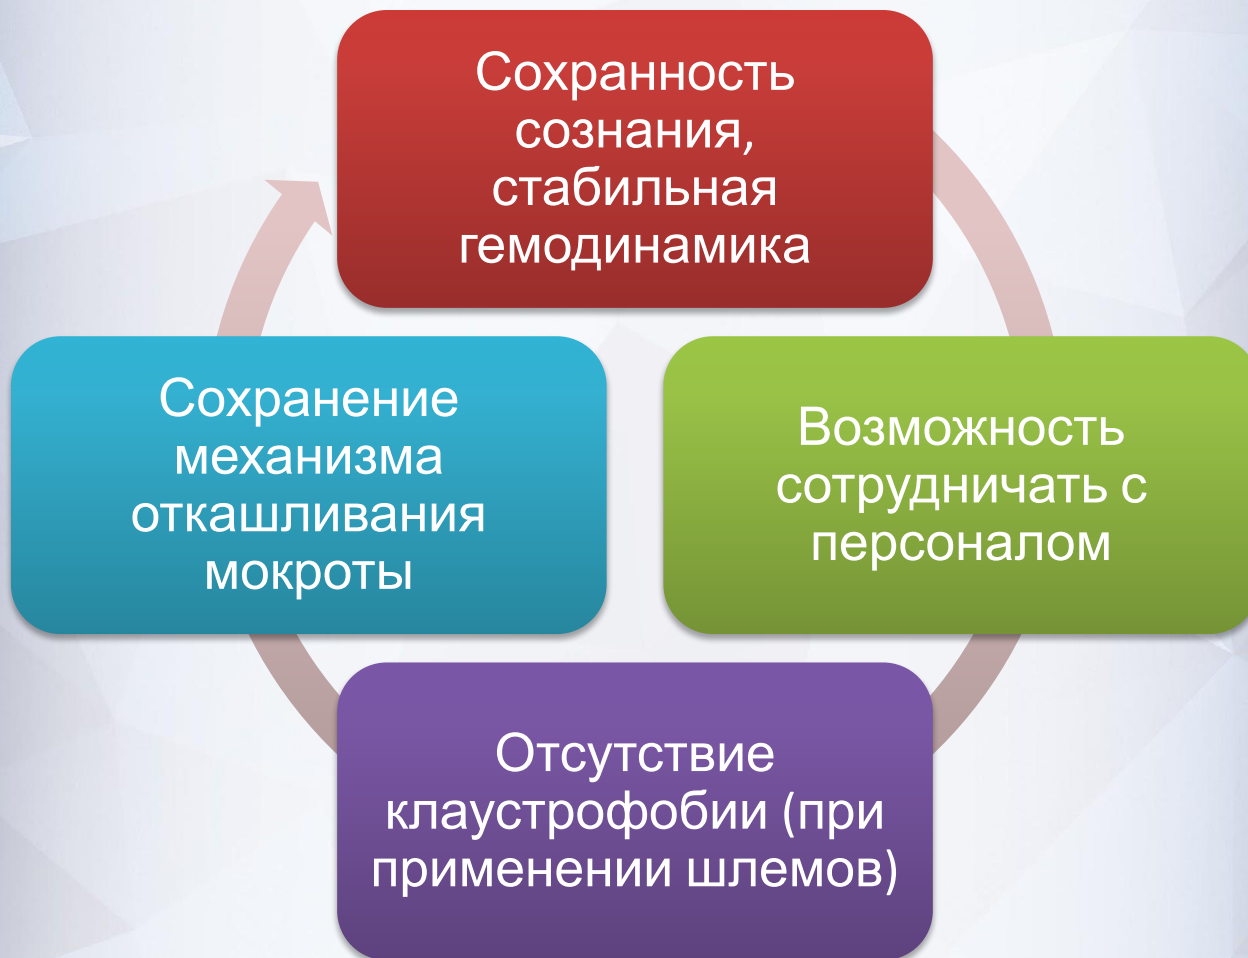 Сохранность
сознания,
стабильная
гемодинамика
Возможность
сотрудничать с
персоналом
Отсутствие
клаустрофобии (при
применении шлемов)
Сохранение
механизма
откашливания
мокроты